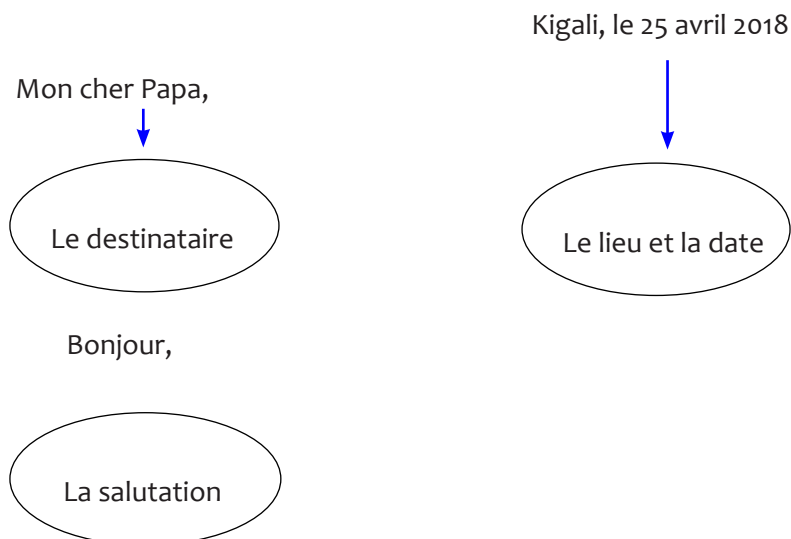 Kigali, le 25 avril 2018
Mon cher Papa,
Le destinataire
Le lieu et la date
Bonjour,
La salutation